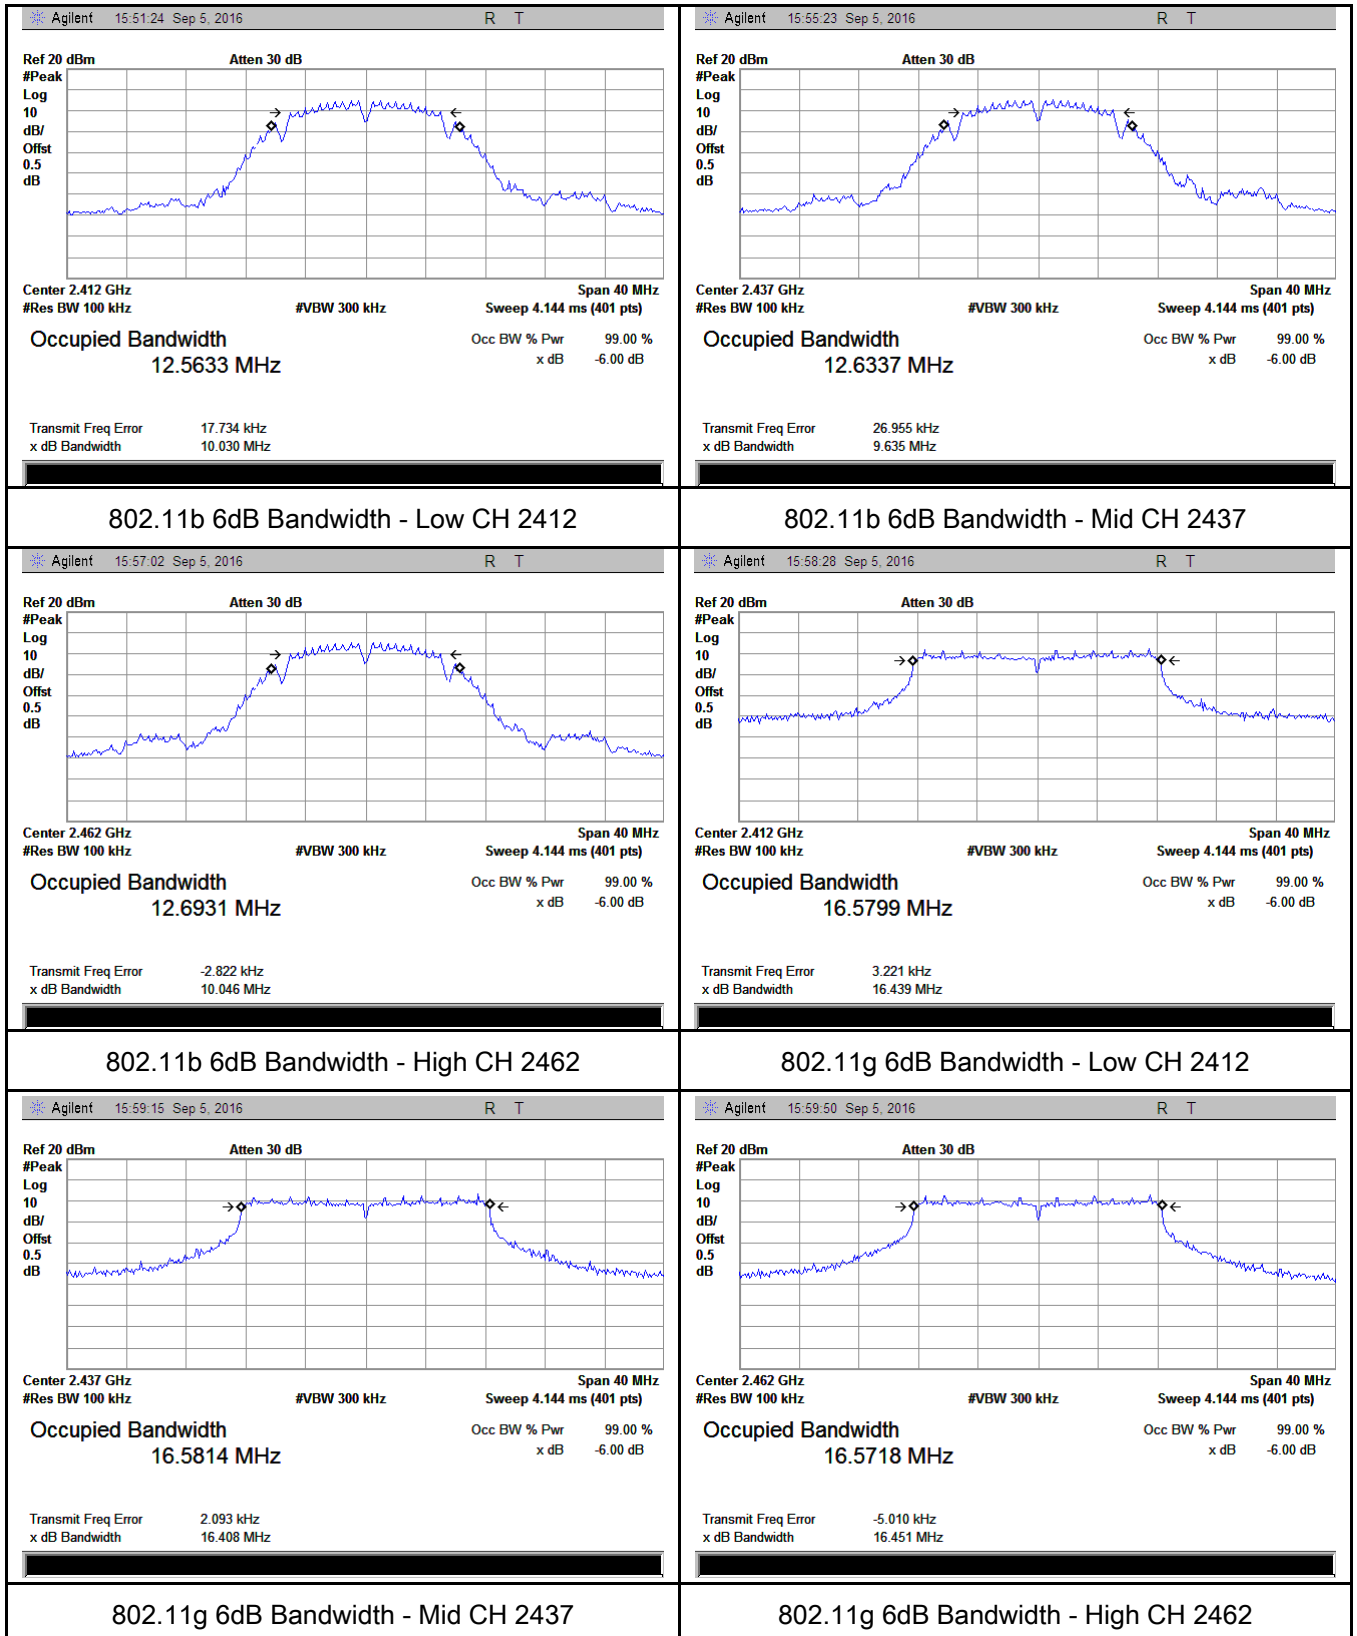 Agilent 15:51:24 Sep 5, 2016 R T
Ref 20 dBm Atten 30 dB
#Peak
Log
10
dB/
Offst
0.5
dB
Center 2.412 GHz Span 40 MHz
#Res BW 100 kHz #VBW 300 kHz Sweep 4.144 ms (401 pts)
Occupied Bandwidth Occ BW % Pwr 99.00 %
12.5633 MHz x dB -6.00 dB
Transmit Freq Error 17.734 kHz
x dB Bandwidth 10.030 MHz
802.11b 6dB Bandwidth - Low CH 2412
Agilent 15:55:23 Sep 5, 2016 R T
Ref 20 dBm Atten 30 dB
#Peak
Log
10
dB/
Offst
0.5
dB
Center 2.437 GHz Span 40 MHz
#Res BW 100 kHz #VBW 300 kHz Sweep 4.144 ms (401 pts)
Occupied Bandwidth Occ BW % Pwr 99.00 %
12.6337 MHz x dB -6.00 dB
Transmit Freq Error 26.955 kHz
x dB Bandwidth 9.635 MHz
802.11b 6dB Bandwidth - Mid CH 2437
Agilent 15:57:02 Sep 5, 2016 R T
Ref 20 dBm Atten 30 dB
#Peak
Log
10
dB/
Offst
0.5
dB
Center 2.462 GHz Span 40 MHz
#Res BW 100 kHz #VBW 300 kHz Sweep 4.144 ms (401 pts)
Occupied Bandwidth Occ BW % Pwr 99.00 %
12.6931 MHz x dB -6.00 dB
Transmit Freq Error -2.822 kHz
x dB Bandwidth 10.046 MHz
802.11b 6dB Bandwidth - High CH 2462
Agilent 15:58:28 Sep 5, 2016 R T
Ref 20 dBm Atten 30 dB
#Peak
Log
10
dB/
Offst
0.5
dB
Center 2.412 GHz Span 40 MHz
#Res BW 100 kHz #VBW 300 kHz Sweep 4.144 ms (401 pts)
Occupied Bandwidth Occ BW % Pwr 99.00 %
16.5799 MHz x dB -6.00 dB
Transmit Freq Error 3.221 kHz
x dB Bandwidth 16.439 MHz
802.11g 6dB Bandwidth - Low CH 2412
Agilent 15:59:15 Sep 5, 2016 R T
Ref 20 dBm Atten 30 dB
#Peak
Log
10
dB/
Offst
0.5
dB
Center 2.437 GHz Span 40 MHz
#Res BW 100 kHz #VBW 300 kHz Sweep 4.144 ms (401 pts)
Occupied Bandwidth Occ BW % Pwr 99.00 %
16.5814 MHz x dB -6.00 dB
Transmit Freq Error 2.093 kHz
x dB Bandwidth 16.408 MHz
802.11g 6dB Bandwidth - Mid CH 2437
Agilent 15:59:50 Sep 5, 2016 R T
Ref 20 dBm Atten 30 dB
#Peak
Log
10
dB/
Offst
0.5
dB
Center 2.462 GHz Span 40 MHz
#Res BW 100 kHz #VBW 300 kHz Sweep 4.144 ms (401 pts)
Occupied Bandwidth Occ BW % Pwr 99.00 %
16.5718 MHz x dB -6.00 dB
Transmit Freq Error -5.010 kHz
x dB Bandwidth 16.451 MHz
802.11g 6dB Bandwidth - High CH 2462